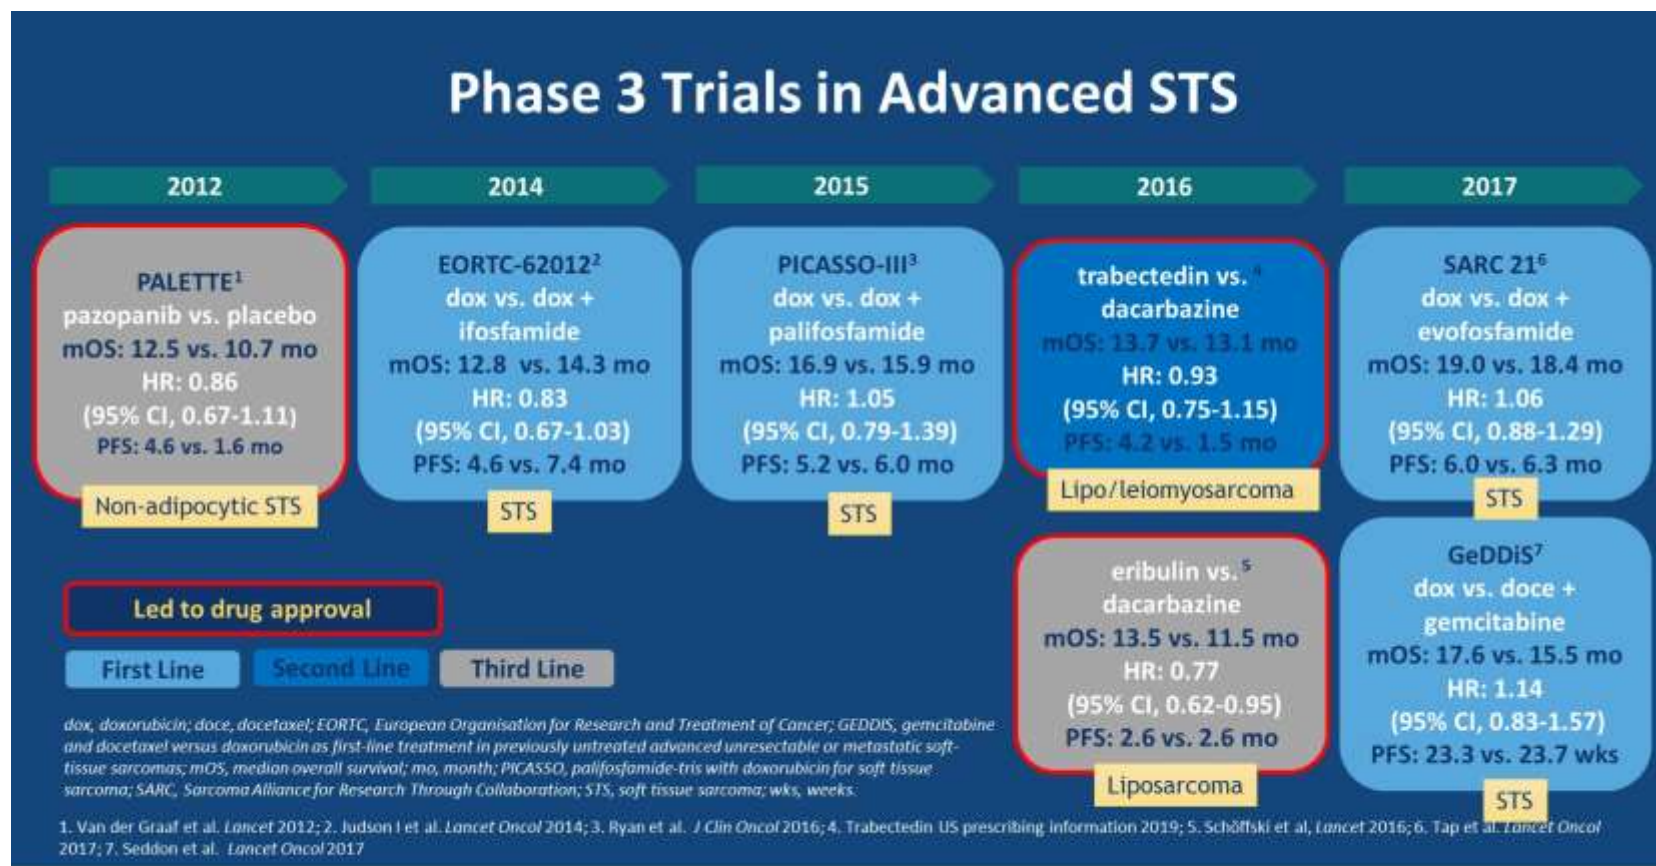 Phase 3 Trials in Advanced STS
2012
2014
2015
2016
2017
PALETTE¹
pazopanib vs. placebo
mOS: 12.5 vs. 10.7 mo
HR: 0.86
(95% CI, 0.67-1.11)
PFS: 4.6 vs. 1.6 mo
Non-adipocytic STS
EORTC-62012²
dox vs. dox +
ifosfamide
mOS: 12.8 vs. 14.3 mo
HR: 0.83
(95% CI, 0.67-1.03)
PFS: 4.6 vs. 7.4 mo
STS
PICASSO-III³
dox vs. dox +
palifosfamide
mOS: 16.9 vs. 15.9 mo
HR: 1.05
(95% CI, 0.79-1.39)
PFS: 5.2 vs. 6.0 mo
STS
trabectedin vs. ⁴
dacarbazine
mOS: 13.7 vs. 13.1 mo
HR: 0.93
(95% CI, 0.75-1.15)
PFS: 4.2 vs. 1.5 mo
Lipo/leiomyosarcoma
eribulin vs. ⁵
dacarbazine
mOS: 13.5 vs. 11.5 mo
HR: 0.77
(95% CI, 0.62-0.95)
PFS: 2.6 vs. 2.6 mo
Liposarcoma
SARC 21⁶
dox vs. dox +
evofosfamide
mOS: 19.0 vs. 18.4 mo
HR: 1.06
(95% CI, 0.88-1.29)
PFS: 6.0 vs. 6.3 mo
STS
GeDDiS⁷
dox vs. doce +
gemcitabine
mOS: 17.6 vs. 15.5 mo
HR: 1.14
(95% CI, 0.83-1.57)
PFS: 23.3 vs. 23.7 wks
STS
Led to drug approval
First Line
Second Line
Third Line
dox, doxorubicin; doce, docetaxel; EORTC, European Organisation for Research and Treatment of Cancer; GEDDIS, gemcitabine
and docetaxel versus doxorubicin as first-line treatment in previously untreated advanced unresectable or metastatic soft-
tissue sarcomas; mOS, median overall survival; mo, month; PICASSO, palifosfamide-tris with doxorubicin for soft tissue
sarcoma; SARC, Sarcoma Alliance for Research Through Collaboration; STS, soft tissue sarcoma; wks, weeks.
1. Van der Graaf et al. Lancet 2012; 2. Judson I et al. Lancet Oncol 2014; 3. Ryan et al. J Clin Oncol 2016; 4. Trabectedin US prescribing information 2019; 5. Schöffski et al, Lancet 2016; 6. Tap et al. Lancet Oncol
2017; 7. Seddon et al. Lancet Oncol 2017